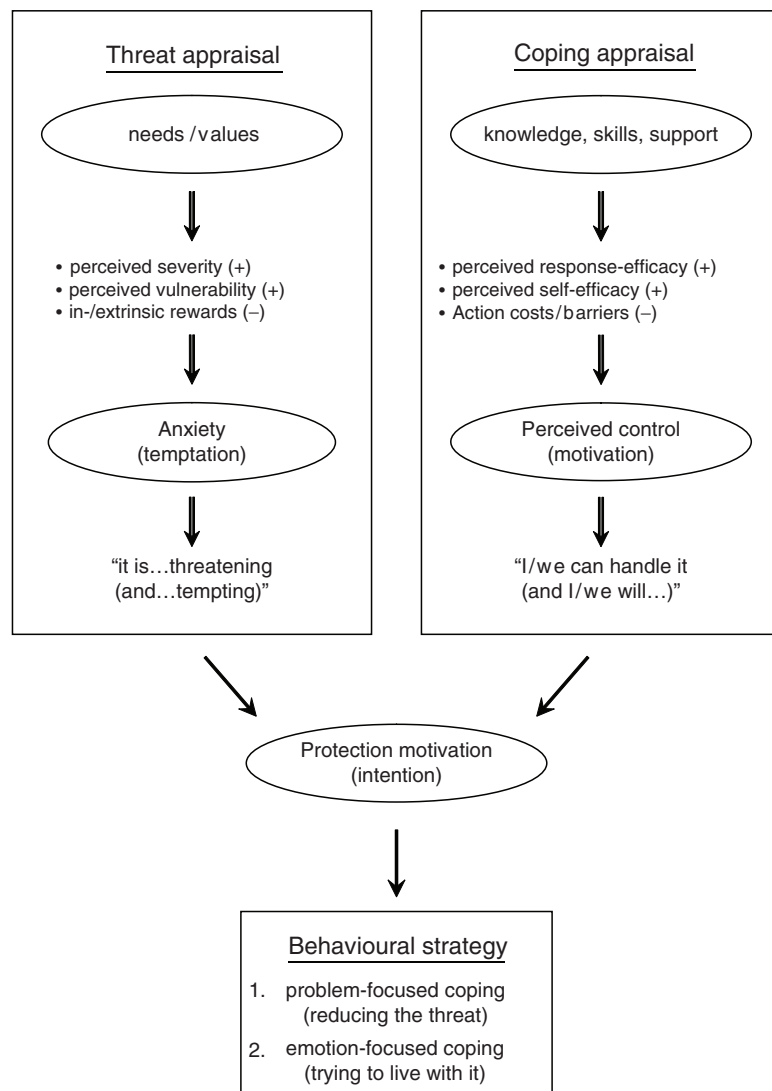 Threat appraisal
needs/values
• perceived severity (+)
• perceived vulnerability (+)
• in-/extrinsic rewards (–)
Anxiety
(temptation)
“it is…threatening
(and…tempting)”
Coping appraisal
knowledge, skills, support
• perceived response-efficacy (+)
• perceived self-efficacy (+)
• Action costs/barriers (–)
Perceived control
(motivation)
“I/we can handle it
(and I/we will…)”
Protection motivation
(intention)
Behavioural strategy
1. problem-focused coping
(reducing the threat)
2. emotion-focused coping
(trying to live with it)